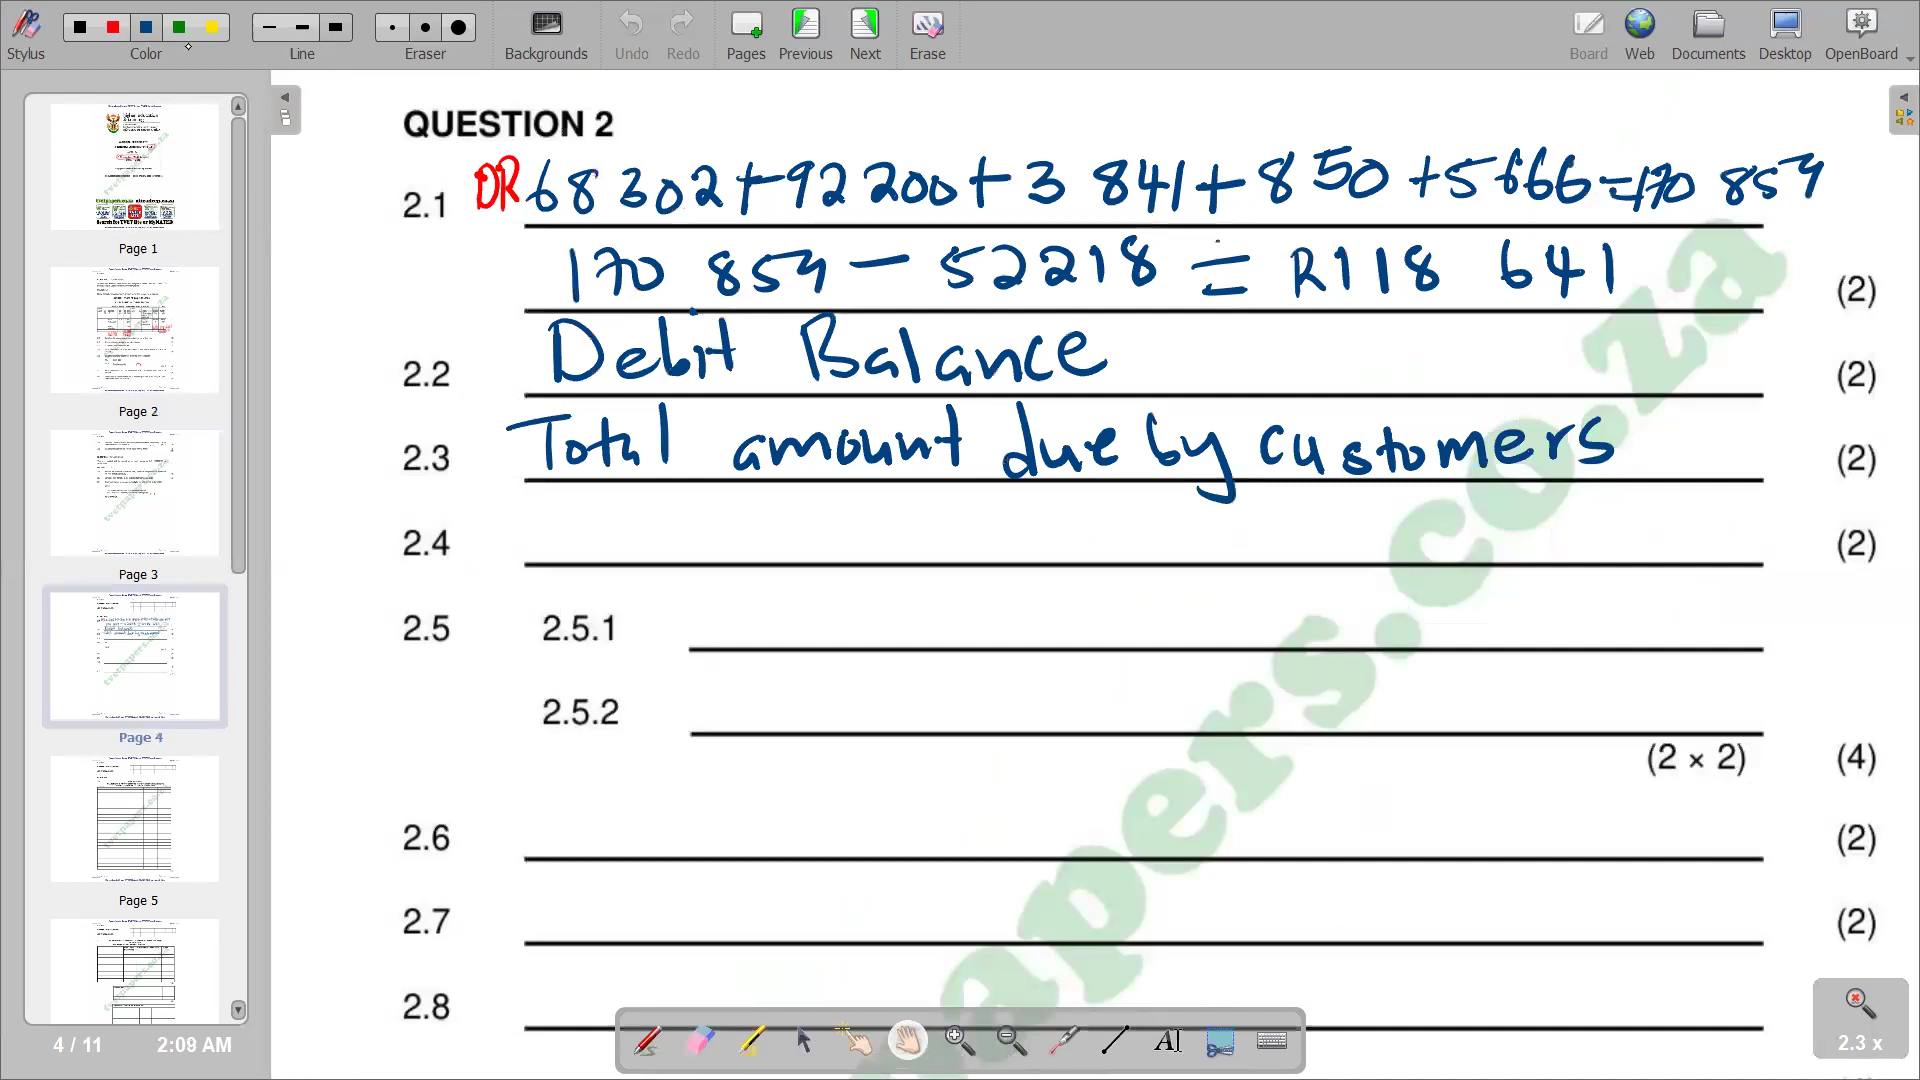 Stylus Color Line Eraser Backgrounds Undo Redo Pages Previous Next Erase Board Web Documents Desktop OpenBoard
Page 1
Page 2
Page 3
Page 4
Page 5
4 / 11 2:09 AM
QUESTION 2
2.1 DR 68 302 + 92 200 + 3 841 + 850 + 5 666 = 170 859
170 859 - 52218 = R118 641 (2)
2.2 Debit Balance (2)
2.3 Total amount due by customers (2)
2.4 (2)
2.5 2.5.1
2.5.2
(2 × 2) (4)
2.6 (2)
2.7 (2)
2.8
apers.co.za
2.3 x